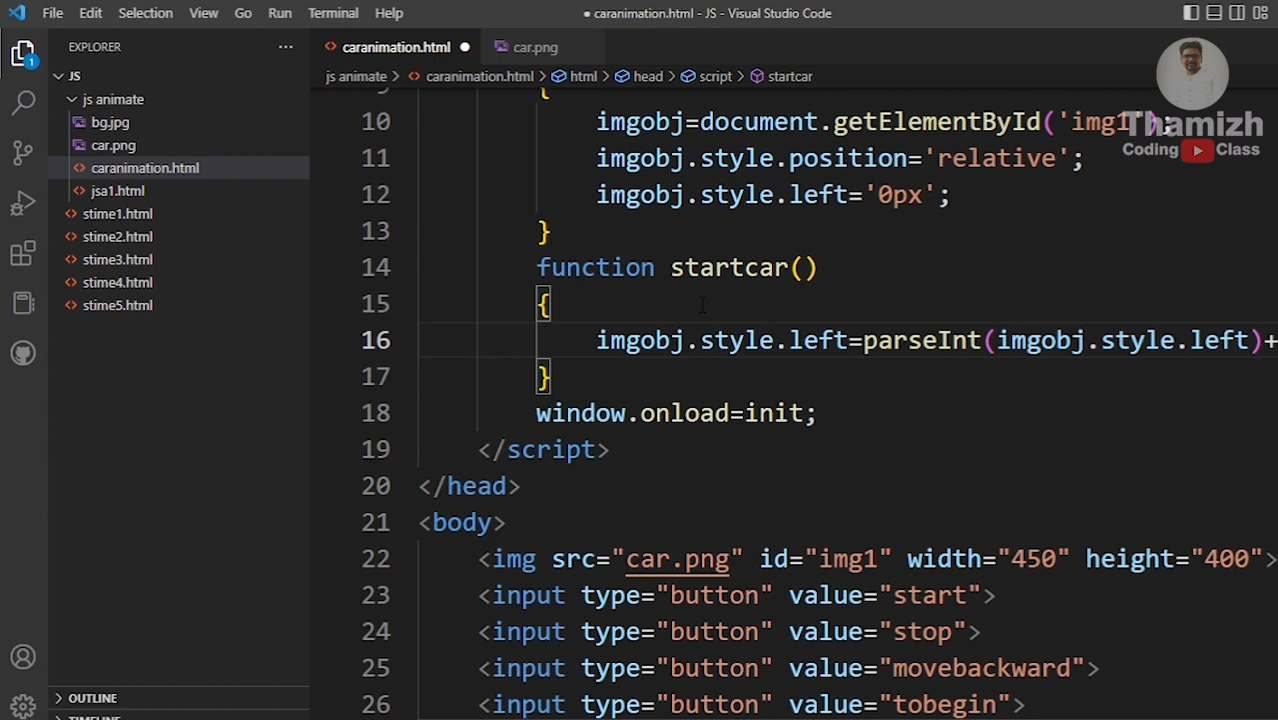 File Edit Selection View Go Run Terminal Help
● caranimation.html - JS - Visual Studio Code
EXPLORER
1
JS
js animate
bg.jpg
car.png
caranimation.html
jsa1.html
stime1.html
stime2.html
stime3.html
stime4.html
stime5.html
OUTLINE
TIMELINE
caranimation.html ● car.png
js animate > caranimation.html > html > head > script > startcar
9 {
10 imgobj=document.getElementById('img1');
11 imgobj.style.position='relative';
12 imgobj.style.left='0px';
13 }
14 function startcar()
15 {
16 imgobj.style.left=parseInt(imgobj.style.left)+
17 }
18 window.onload=init;
19 </script>
20 </head>
21 <body>
22 <img src="car.png" id="img1" width="450" height="400">
23 <input type="button" value="start">
24 <input type="button" value="stop">
25 <input type="button" value="movebackward">
26 <input type="button" value="tobegin">
Thamizh
Coding Class